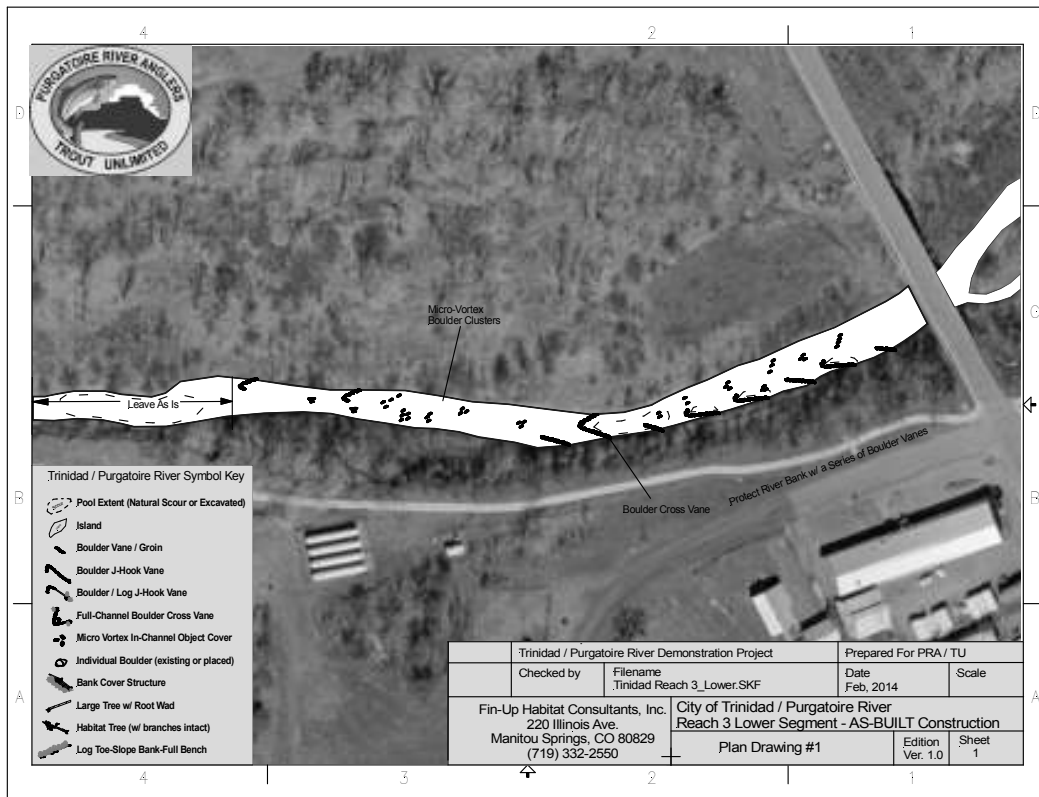 4
2
1
PURGATOIRE RIVER ANGLERS
TROUT UNLIMITED
D
D
C
Micro-Vortex
Boulder Clusters
Leave As Is
Protect River Bank w/ a Series of Boulder Vanes
Boulder Cross Vane
B
B
Trinidad / Purgatoire River Symbol Key
Pool Extent (Natural Scour or Excavated)
Island
Boulder Vane / Groin
Boulder J-Hook Vane
Boulder / Log J-Hook Vane
Full-Channel Boulder Cross Vane
Micro Vortex In-Channel Object Cover
Individual Boulder (existing or placed)
Bank Cover Structure
Large Tree w/ Root Wad
Habitat Tree (w/ branches intact)
Log Toe-Slope Bank-Full Bench
A
A
Trinidad / Purgatoire River Demonstration Project
Prepared For PRA / TU
Checked by
Filename
Tinidad Reach 3_Lower.SKF
Date
Feb, 2014
Scale
Fin-Up Habitat Consultants, Inc.
220 Illinois Ave.
Manitou Springs, CO 80829
(719) 332-2550
City of Trinidad / Purgatoire River
Reach 3 Lower Segment - AS-BUILT Construction
Plan Drawing #1
Edition
Ver. 1.0
Sheet
1
4
3
2
1